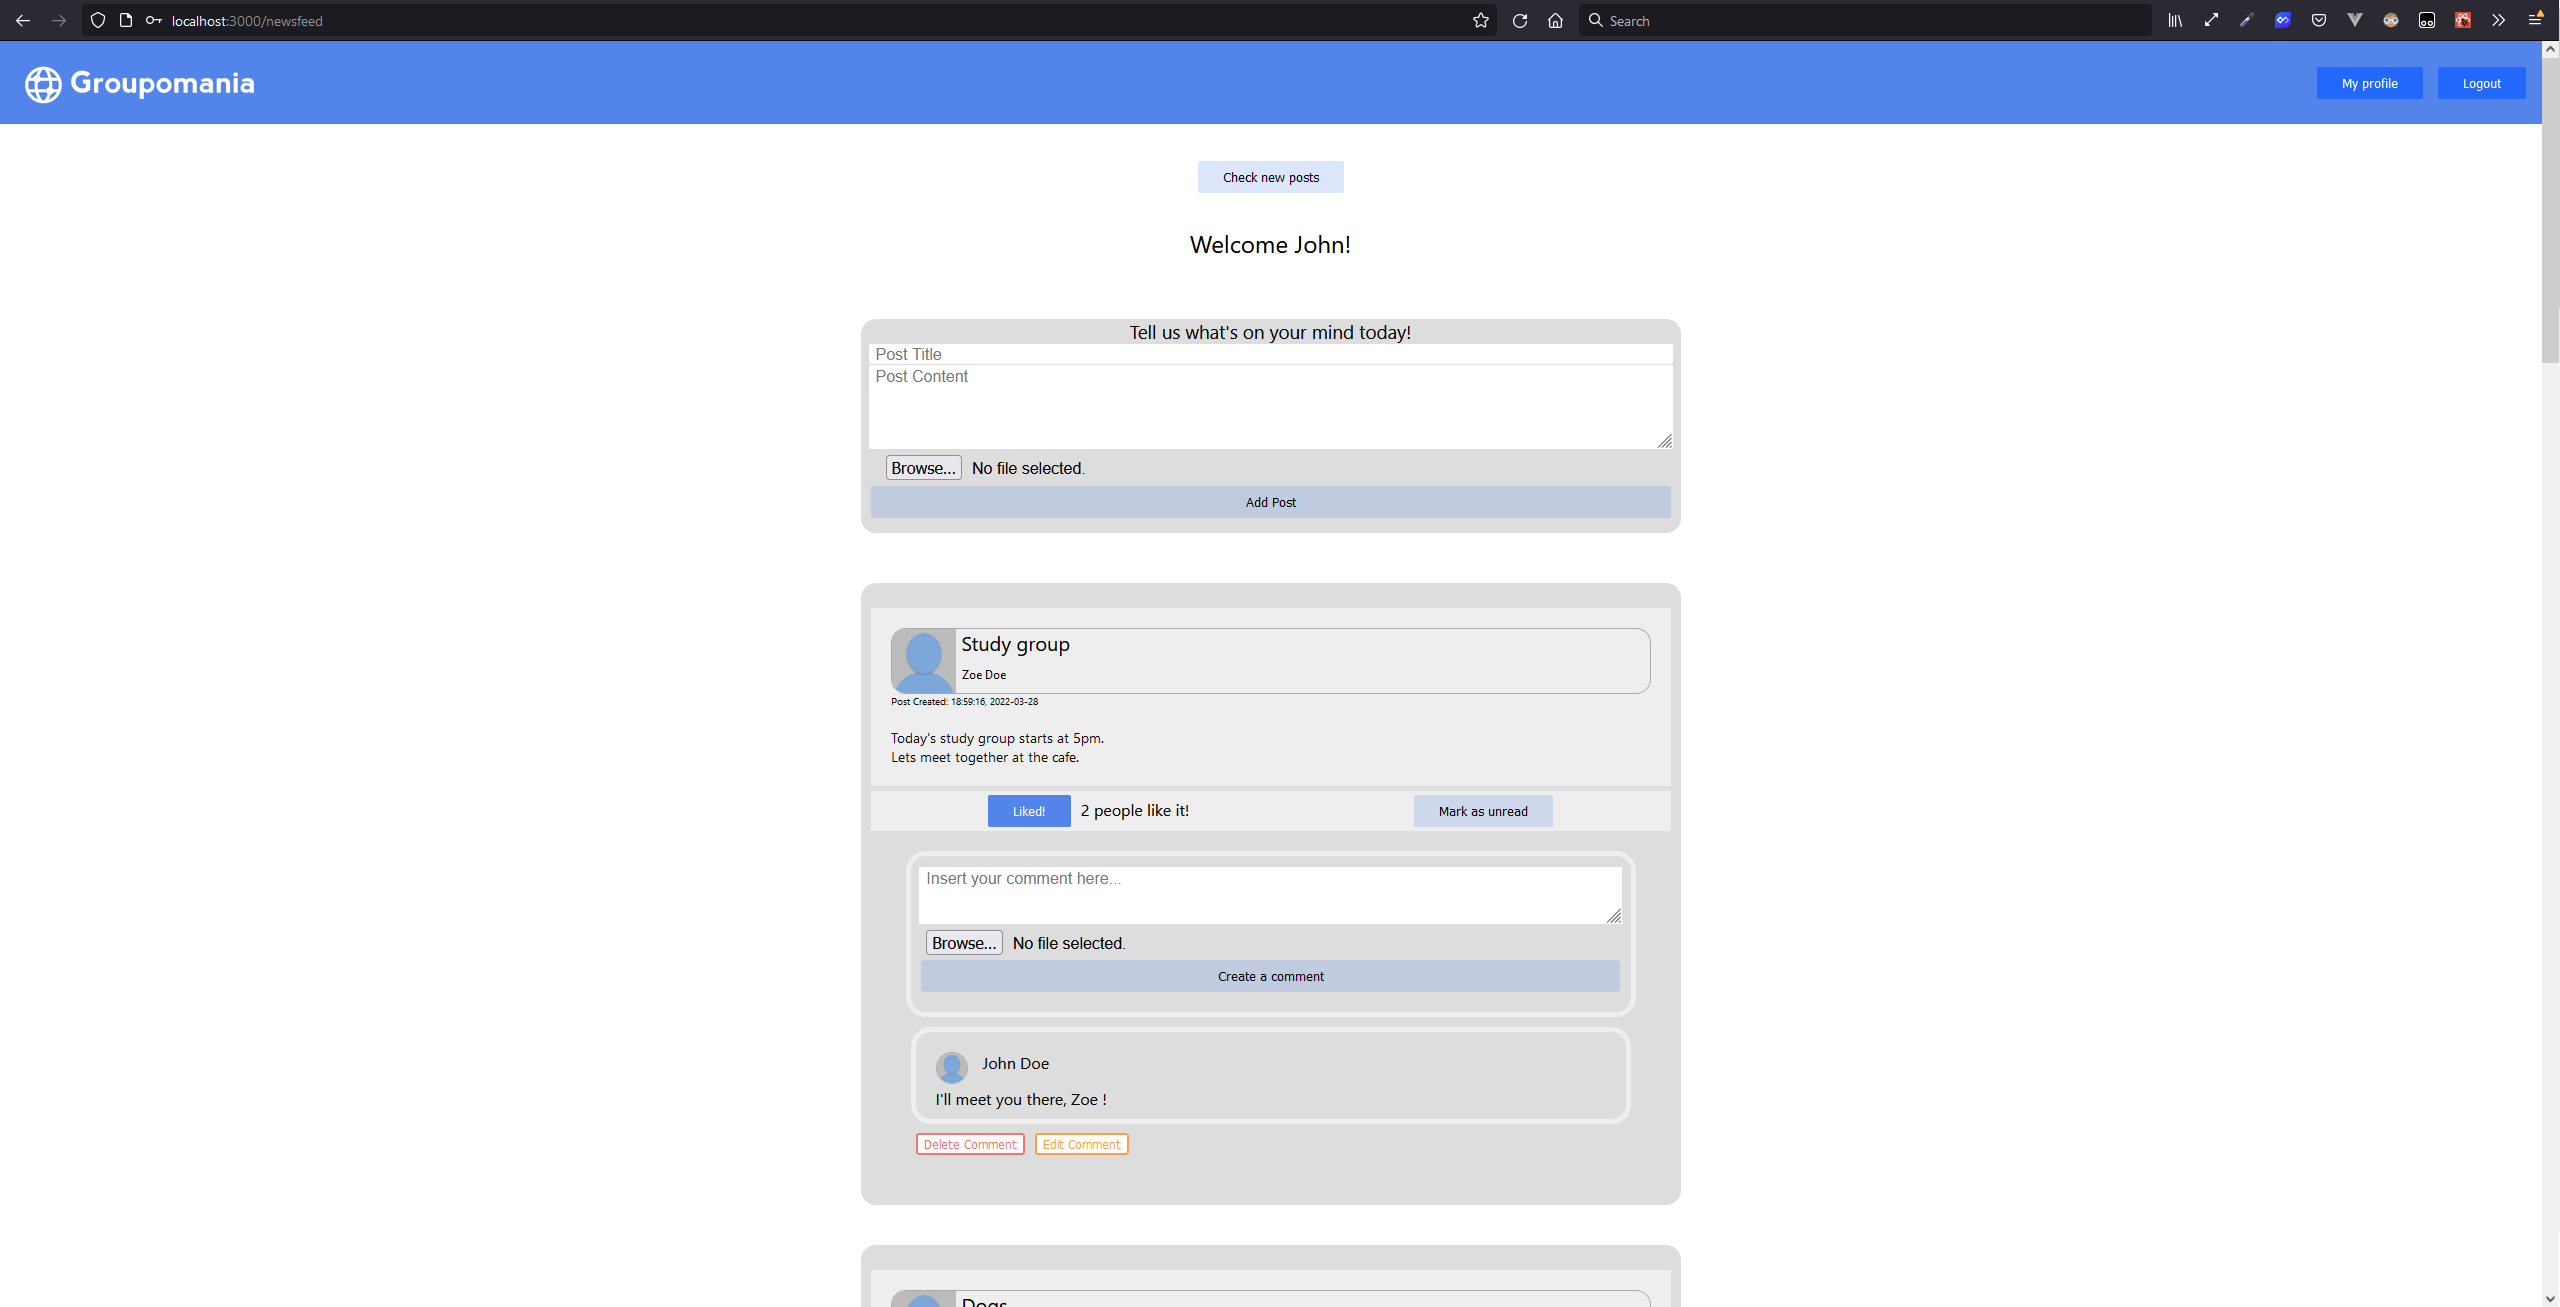 localhost:3000/newsfeed
Search
Groupomania
My profile
Logout
Check new posts
Welcome John!
Tell us what's on your mind today!
Post Title
Post Content
Browse... No file selected.
Add Post
Study group
Zoe Doe
Post Created: 18:59:16, 2022-03-28
Today's study group starts at 5pm.
Lets meet together at the cafe.
Liked! 2 people like it!
Mark as unread
Insert your comment here...
Browse... No file selected.
Create a comment
John Doe
I'll meet you there, Zoe !
Delete Comment
Edit Comment
Dogs